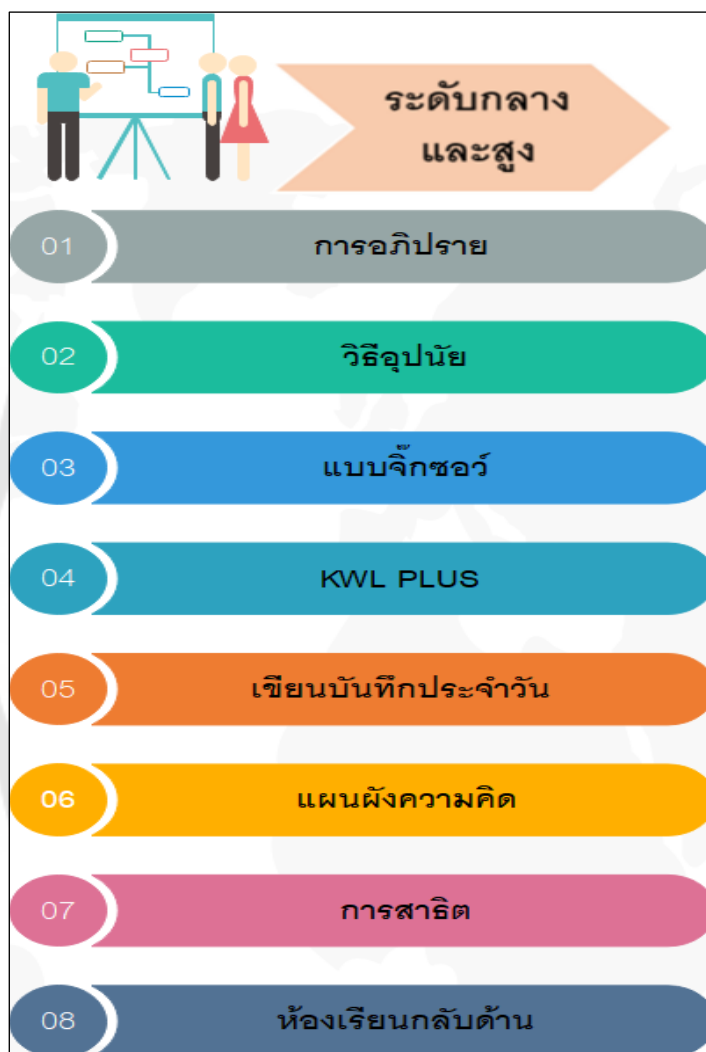 ระดับกลาง
และสูง
01 การอภิปราย
02 วิธีอุปนัย
03 แบบจิ๊กซอว์
04 KWL PLUS
05 เขียนบันทึกประจำวัน
06 แผนผังความคิด
07 การสาธิต
08 ห้องเรียนกลับด้าน